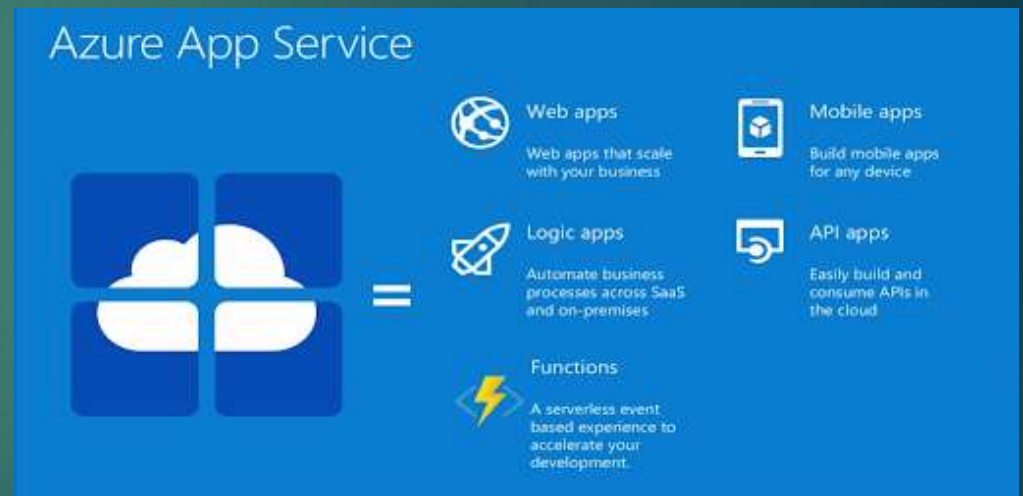 Azure App Service
Web apps
Web apps that scale
with your business
Mobile apps
Build mobile apps
for any device
Logic apps
Automate business
processes across SaaS
and on-premises
API apps
Easily build and
consume APIs in
the cloud
Functions
A serverless event
based experience to
accelerate your
development.